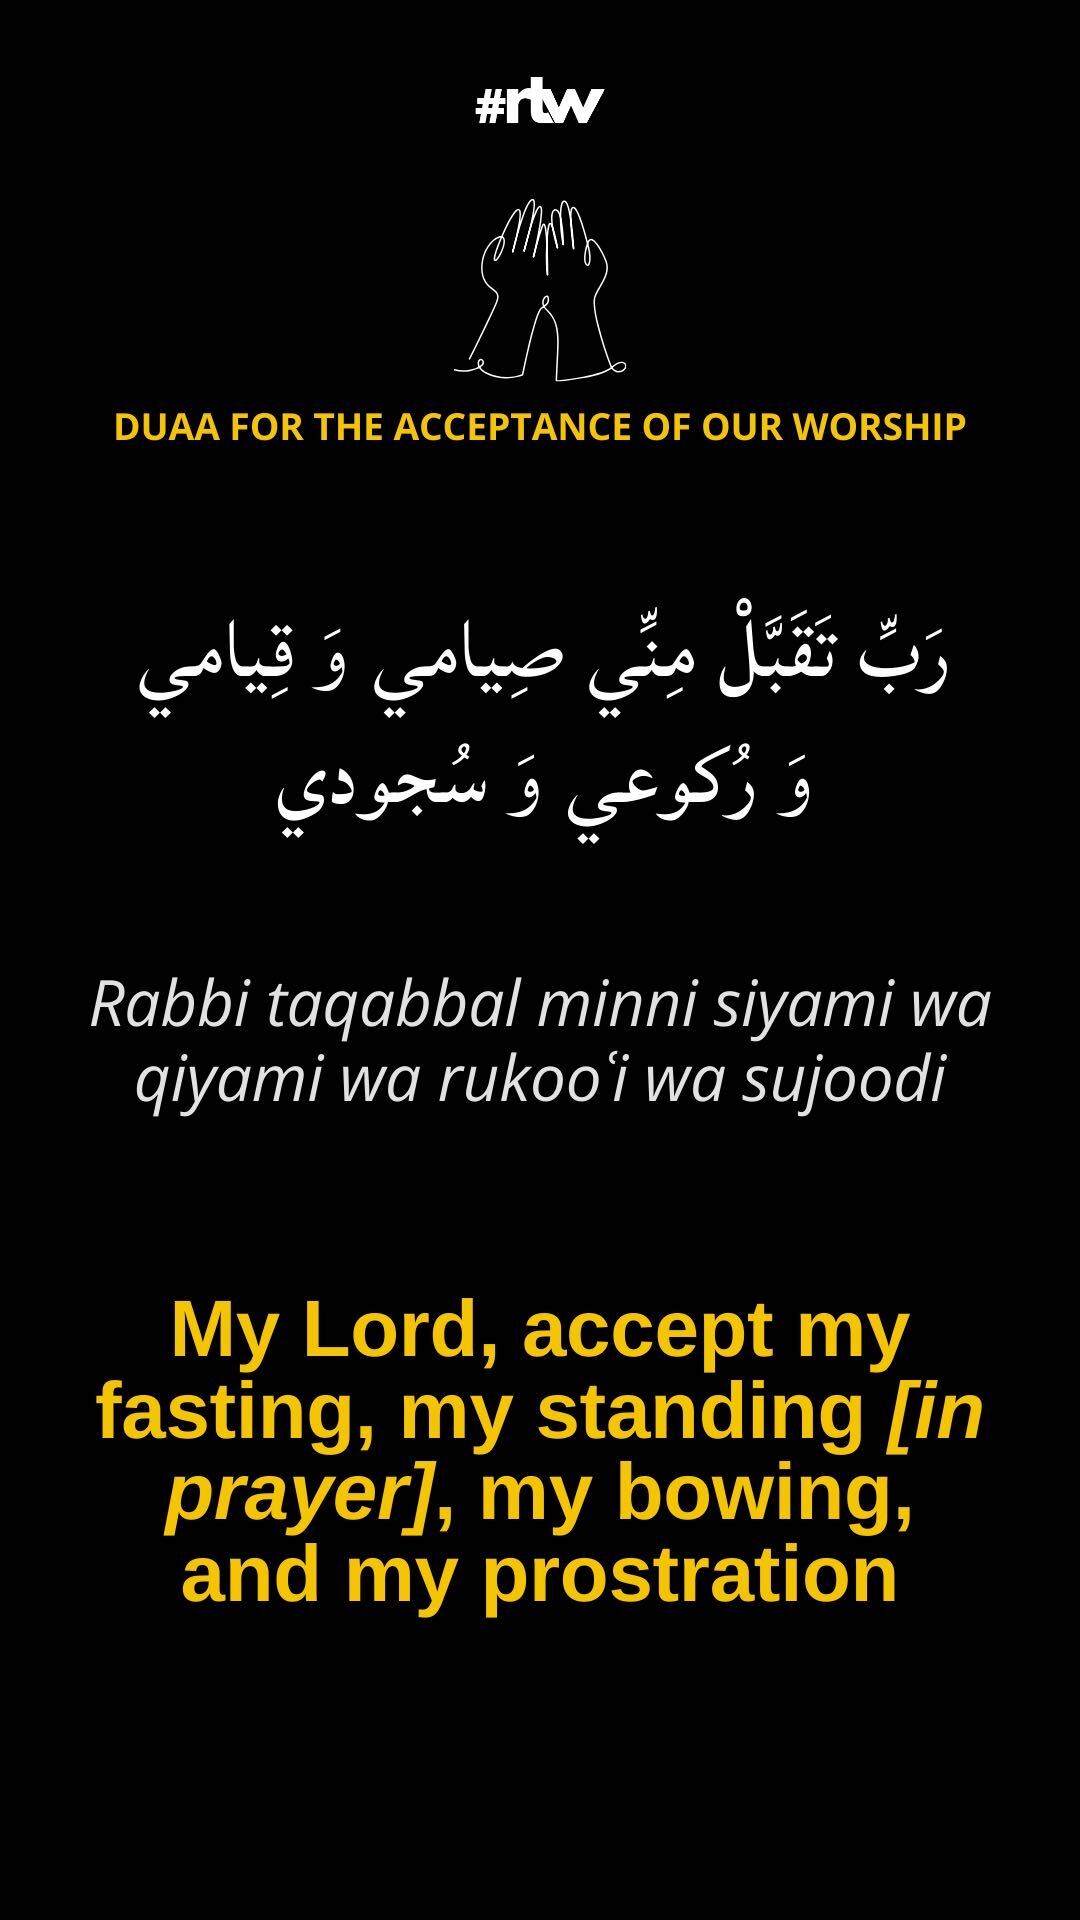 #rtw
DUAA FOR THE ACCEPTANCE OF OUR WORSHIP
رَبِّ تَقَبَّلْ مِنِّي صِيامي وَ قِيامي
وَ رُكوعي وَ سُجودي
Rabbi taqabbal minni siyami wa
qiyami wa rukooʿi wa sujoodi
My Lord, accept my
fasting, my standing [in
prayer], my bowing,
and my prostration